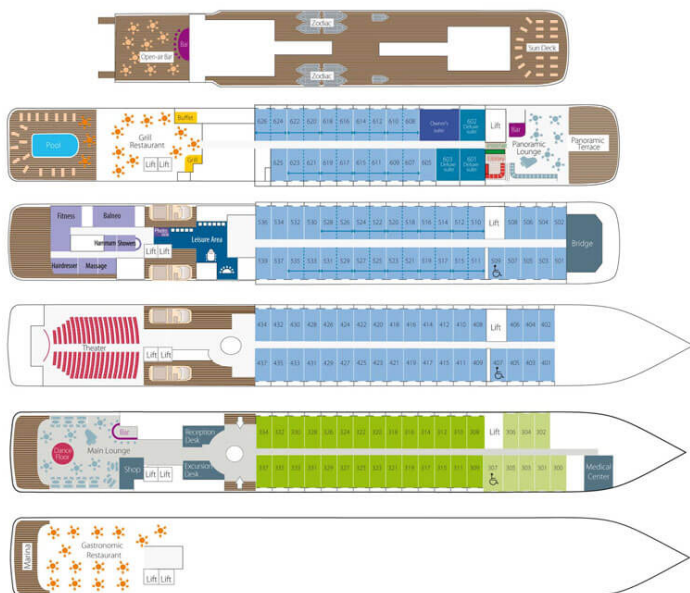 Zodiac
Open-air Bar
Bar
Sun Deck
Zodiac
Buffet
624 622 620 618 616 614 612 610 608
Owner's suite
602 Deluxe suite
Lift
Bar
Grill
Restaurant
Pool
Lift Lift
Grill
625 623 621 619 617 615 611 609 607 605
603 Deluxe suite
601 Deluxe suite
Panoramic
Lounge
Panoramic
Terrace
Fitness
Balneo
Photo
Hammam Showers
Lift Lift
Leisure Area
Hairdresser Massage
536 534 532 530 528 526 524 522 520 518 516 514 512 510
Lift
508 506 504 502
539 537 535 533 531 529 527 525 523 521 519 517 515 511
509
507 505 503 501
Bridge
Theater
Lift Lift
434 432 430 428 426 424 422 420 418 416 414 412 410 408
Lift
406 404 402
437 435 433 431 429 427 425 423 421 419 417 415 411 409
407
405 403 401
Dance
Floor
Bar
Main Lounge
Reception
Desk
Shop
Lift Lift
Excursion
Desk
334 332 330 328 326 324 322 320 318 316 314 312 310 308
Lift
306 304 302
337 335 333 331 329 327 325 323 321 319 317 315 311 309
307
305 303 301 300
Medical
Center
Marina
Gastronomic
Restaurant
Lift Lift